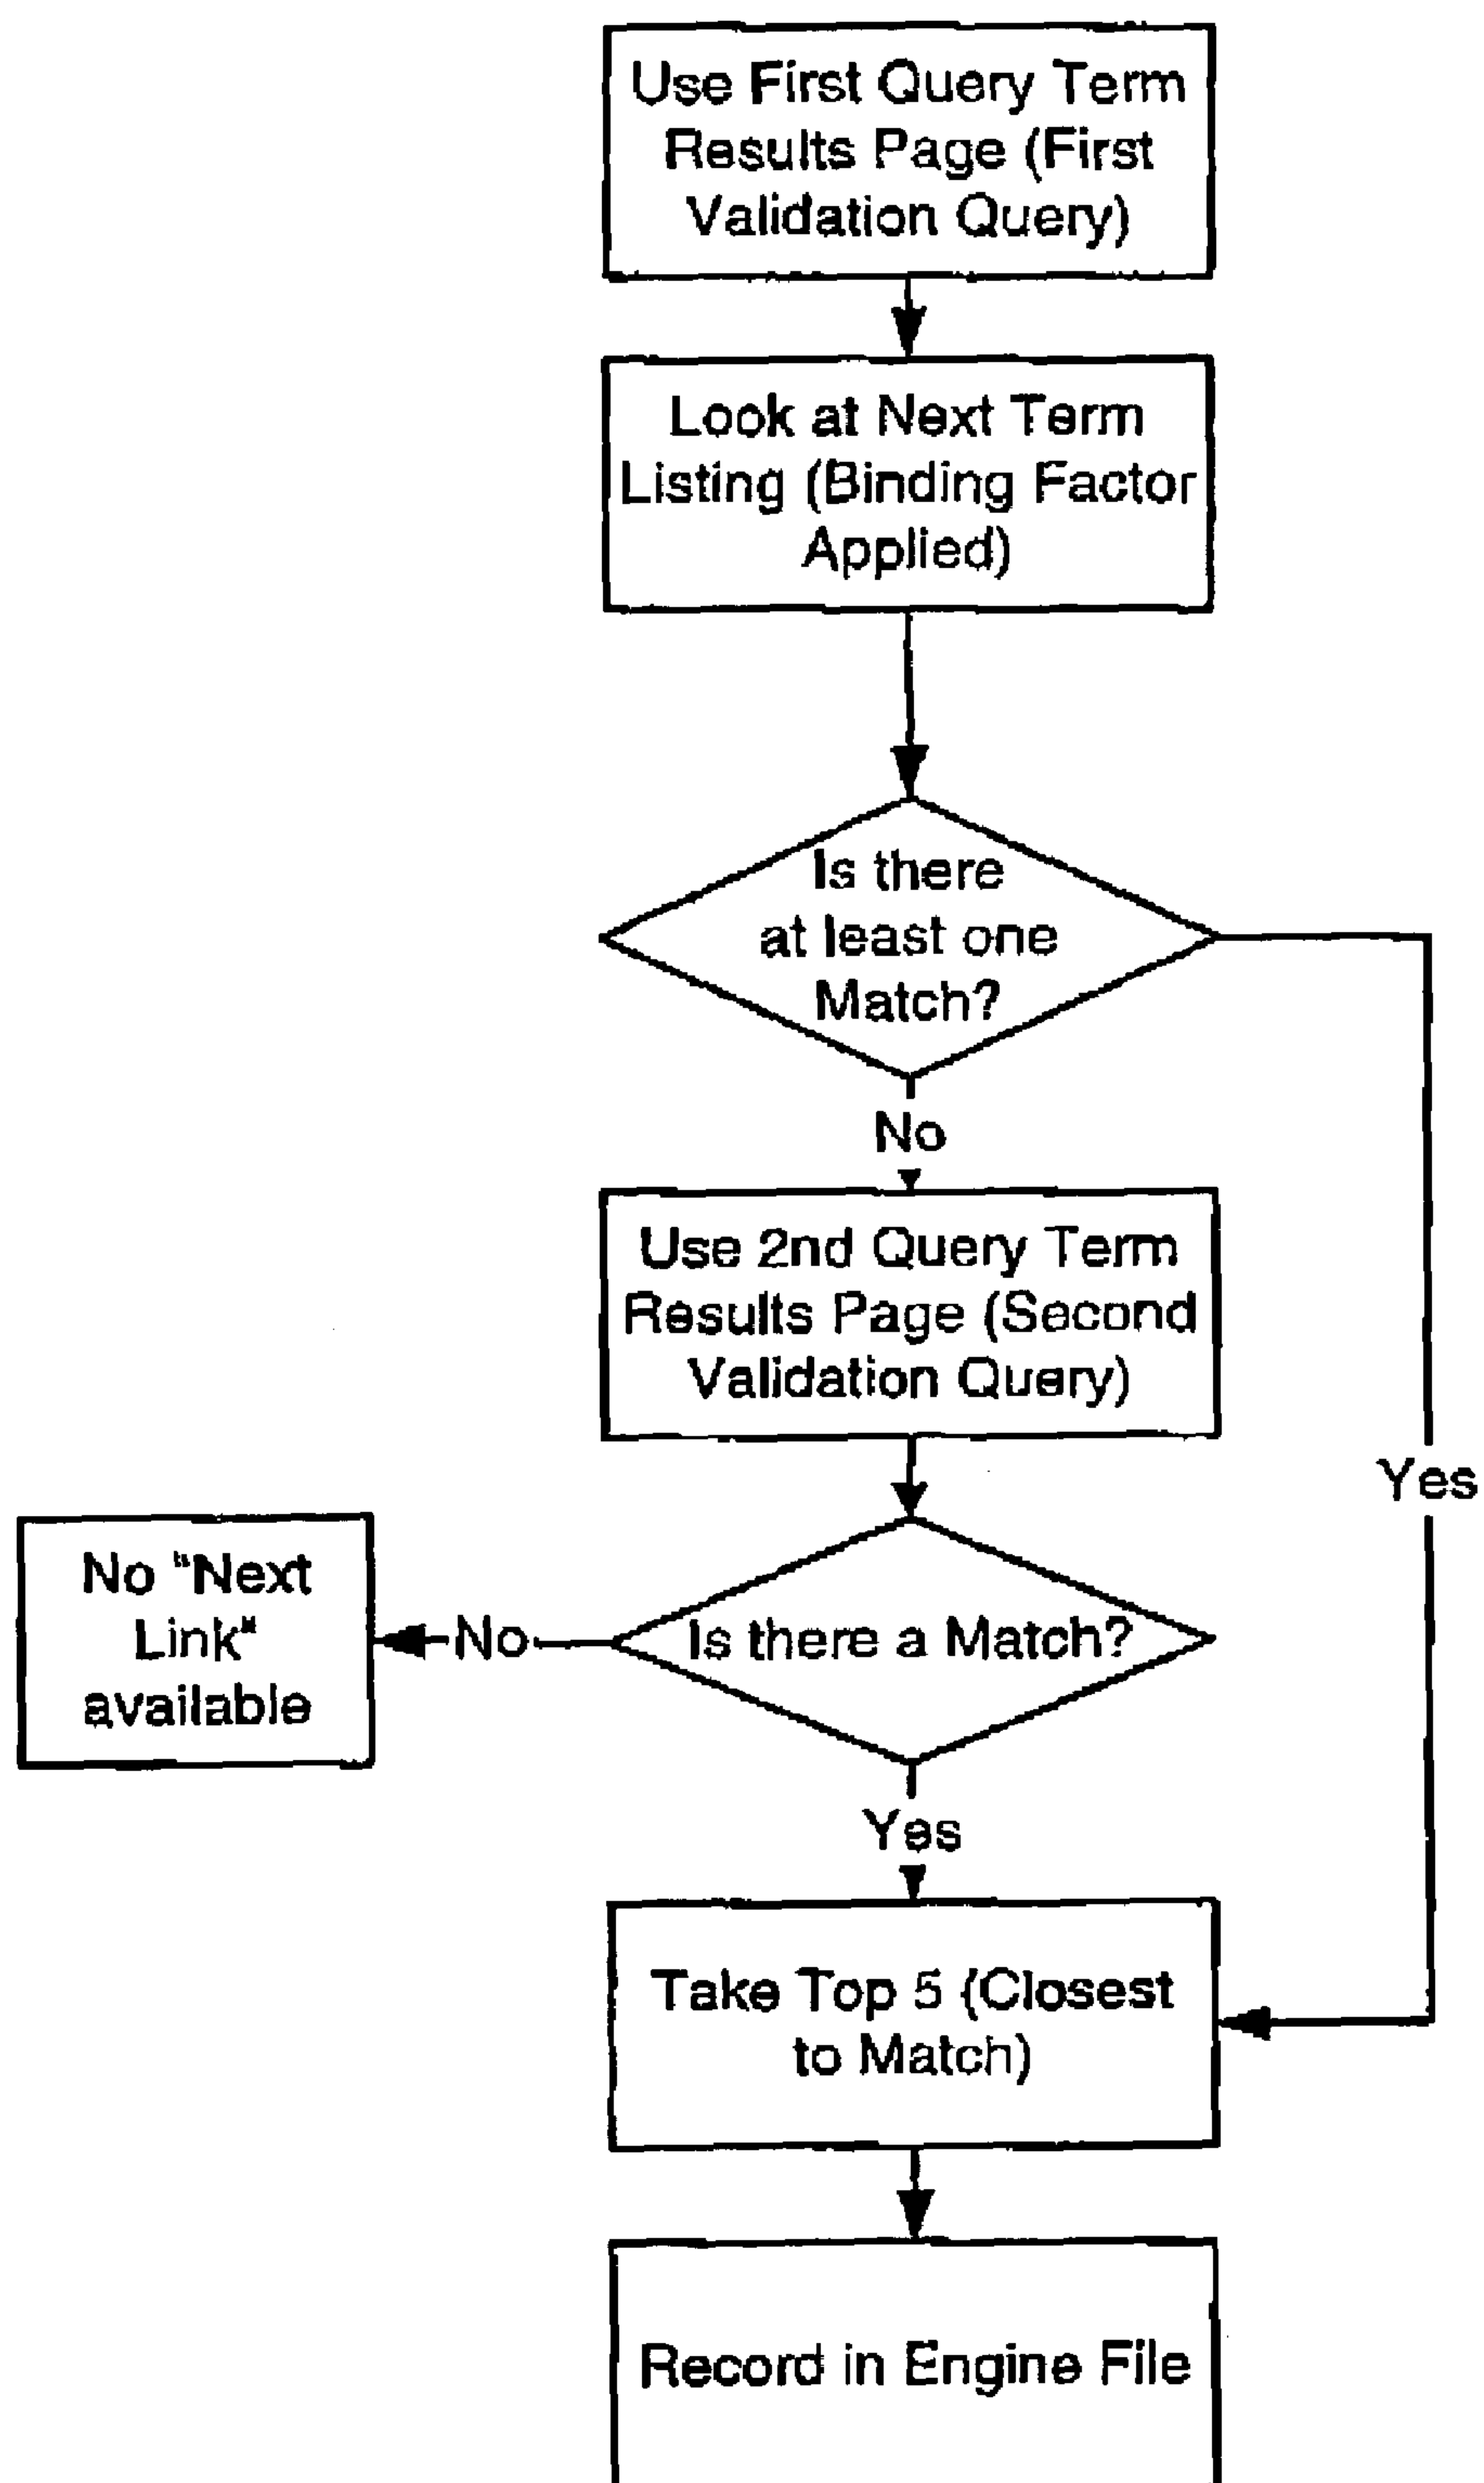 Use First Query Term
Results Page (First
Validation Query)
Look at Next Term
Listing (Binding Factor
Applied)
Is there
at least one
Match?
No
Use 2nd Query Term
Results Page (Second
Validation Query)
Yes
No "Next
Link"
available
No
Is there a Match?
Yes
Take Top 5 (Closest
to Match)
Record in Engine File